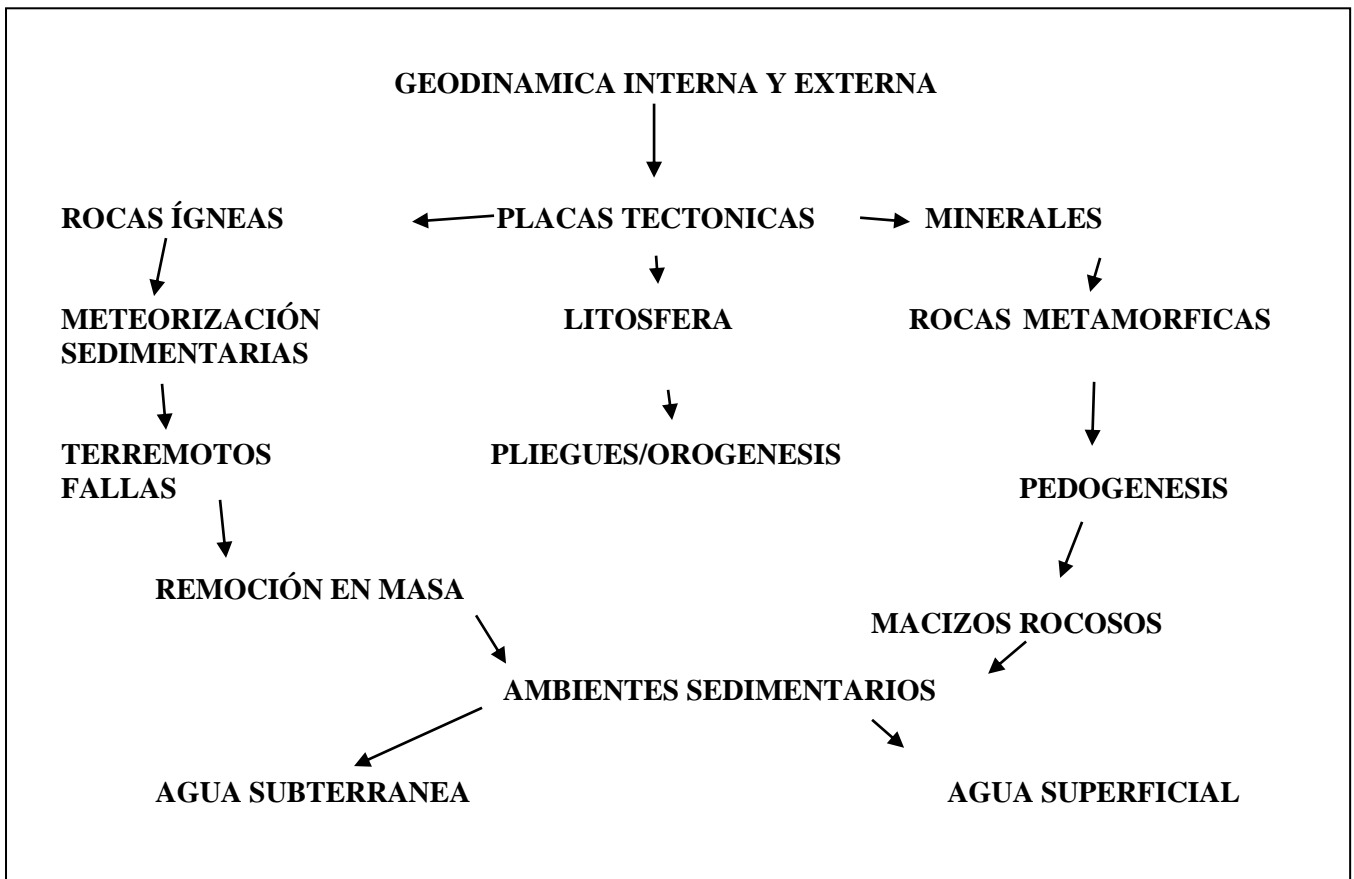 GEODINAMICA INTERNA Y EXTERNA
ROCAS ÍGNEAS
PLACAS TECTONICAS
MINERALES
METEORIZACIÓN
SEDIMENTARIAS
LITOSFERA
ROCAS METAMORFICAS
TERREMOTOS
FALLAS
PLIEGUES/OROGENESIS
PEDOGENESIS
REMOCIÓN EN MASA
MACIZOS ROCOSOS
AMBIENTES SEDIMENTARIOS
AGUA SUBTERRANEA
AGUA SUPERFICIAL